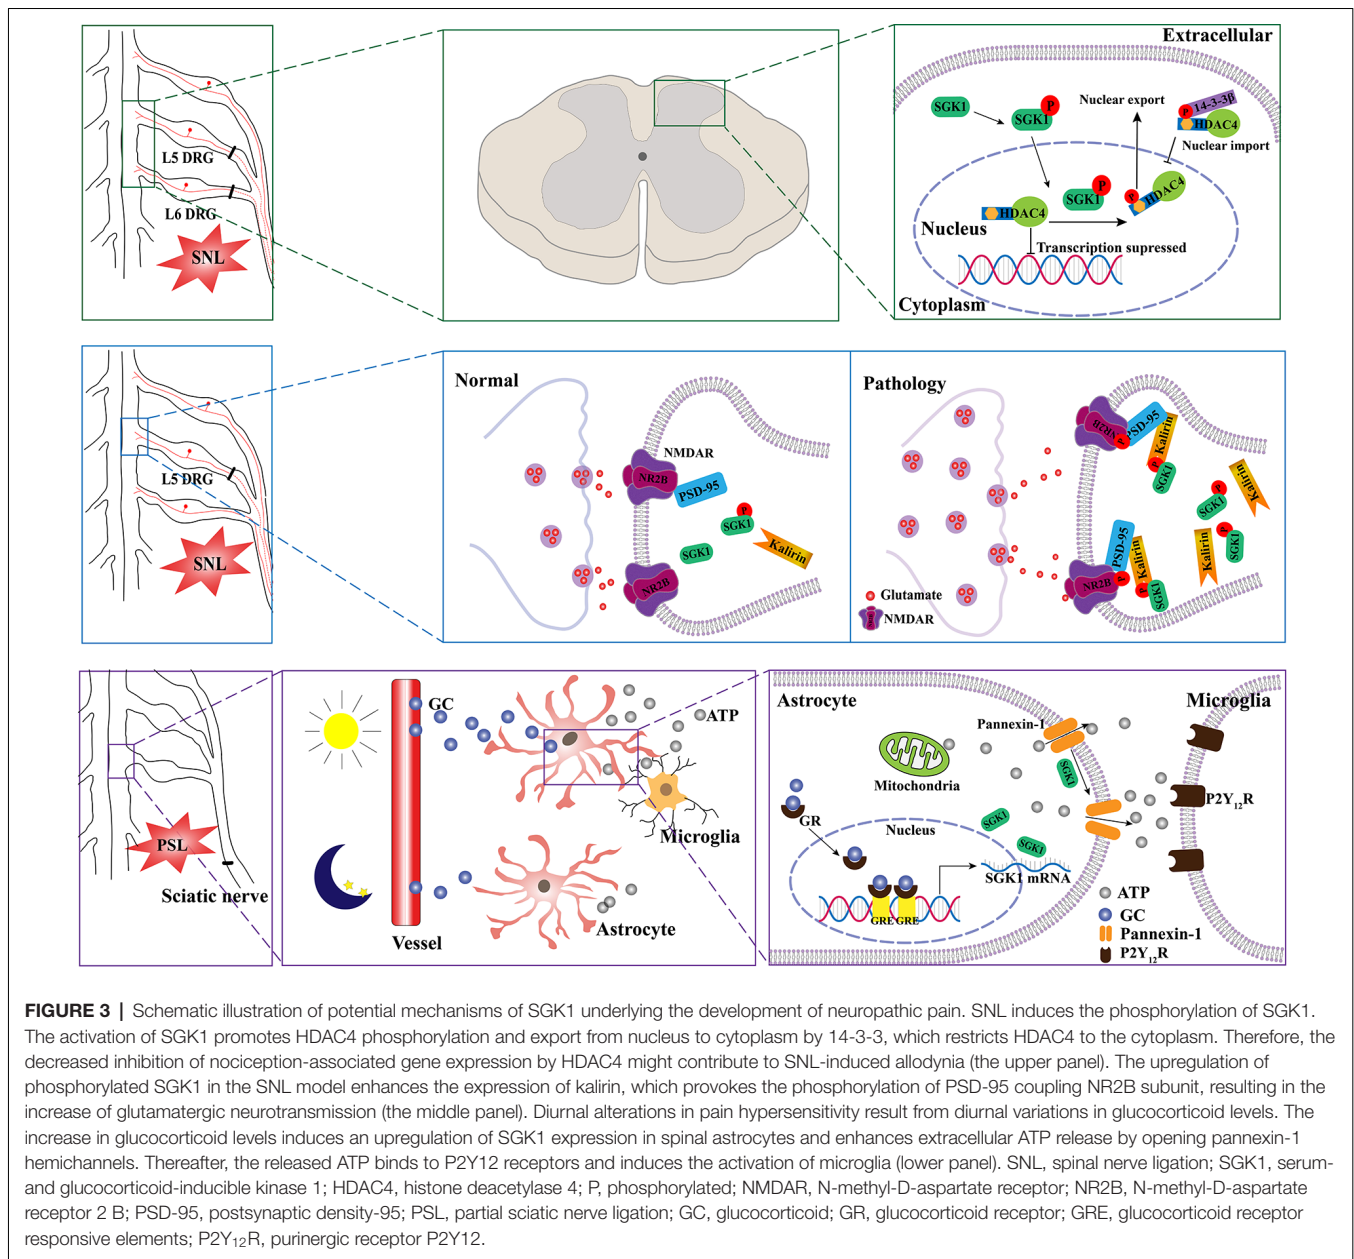 Extracellular
SGK1
P
SGK1
Nuclear export
P
14-3-3β
HDAC4
Nuclear import
L5 DRG
L6 DRG
SNL
P
SGK1
P
HDAC4
HDAC4
Nucleus
Transcription supressed
Cytoplasm
Normal
NMDAR
NR2B
PSD-95
P
SGK1
SGK1
Kalirin
NR2B
L5 DRG
SNL
Pathology
NR2B
P
PSD-95
Kalirin
P
SGK1
P
SGK1
Kalirin
P
SGK1
Kalirin
PSD-95
NR2B
P
Kalirin
P
SGK1
Glutamate
NMDAR
GC
ATP
Microglia
PSL
Sciatic nerve
Vessel
Astrocyte
Astrocyte
Microglia
Pannexin-1
SGK1
Mitochondria
P2Y12R
GR
Nucleus
SGK1
SGK1
SGK1 mRNA
GRE GRE
ATP
GC
Pannexin-1
P2Y12R
FIGURE 3 | Schematic illustration of potential mechanisms of SGK1 underlying the development of neuropathic pain. SNL induces the phosphorylation of SGK1.
The activation of SGK1 promotes HDAC4 phosphorylation and export from nucleus to cytoplasm by 14-3-3, which restricts HDAC4 to the cytoplasm. Therefore, the
decreased inhibition of nociception-associated gene expression by HDAC4 might contribute to SNL-induced allodynia (the upper panel). The upregulation of
phosphorylated SGK1 in the SNL model enhances the expression of kalirin, which provokes the phosphorylation of PSD-95 coupling NR2B subunit, resulting in the
increase of glutamatergic neurotransmission (the middle panel). Diurnal alterations in pain hypersensitivity result from diurnal variations in glucocorticoid levels. The
increase in glucocorticoid levels induces an upregulation of SGK1 expression in spinal astrocytes and enhances extracellular ATP release by opening pannexin-1
hemichannels. Thereafter, the released ATP binds to P2Y12 receptors and induces the activation of microglia (lower panel). SNL, spinal nerve ligation; SGK1, serum-
and glucocorticoid-inducible kinase 1; HDAC4, histone deacetylase 4; P, phosphorylated; NMDAR, N-methyl-D-aspartate receptor; NR2B, N-methyl-D-aspartate
receptor 2 B; PSD-95, postsynaptic density-95; PSL, partial sciatic nerve ligation; GC, glucocorticoid; GR, glucocorticoid receptor; GRE, glucocorticoid receptor
responsive elements; P2Y12R, purinergic receptor P2Y12.